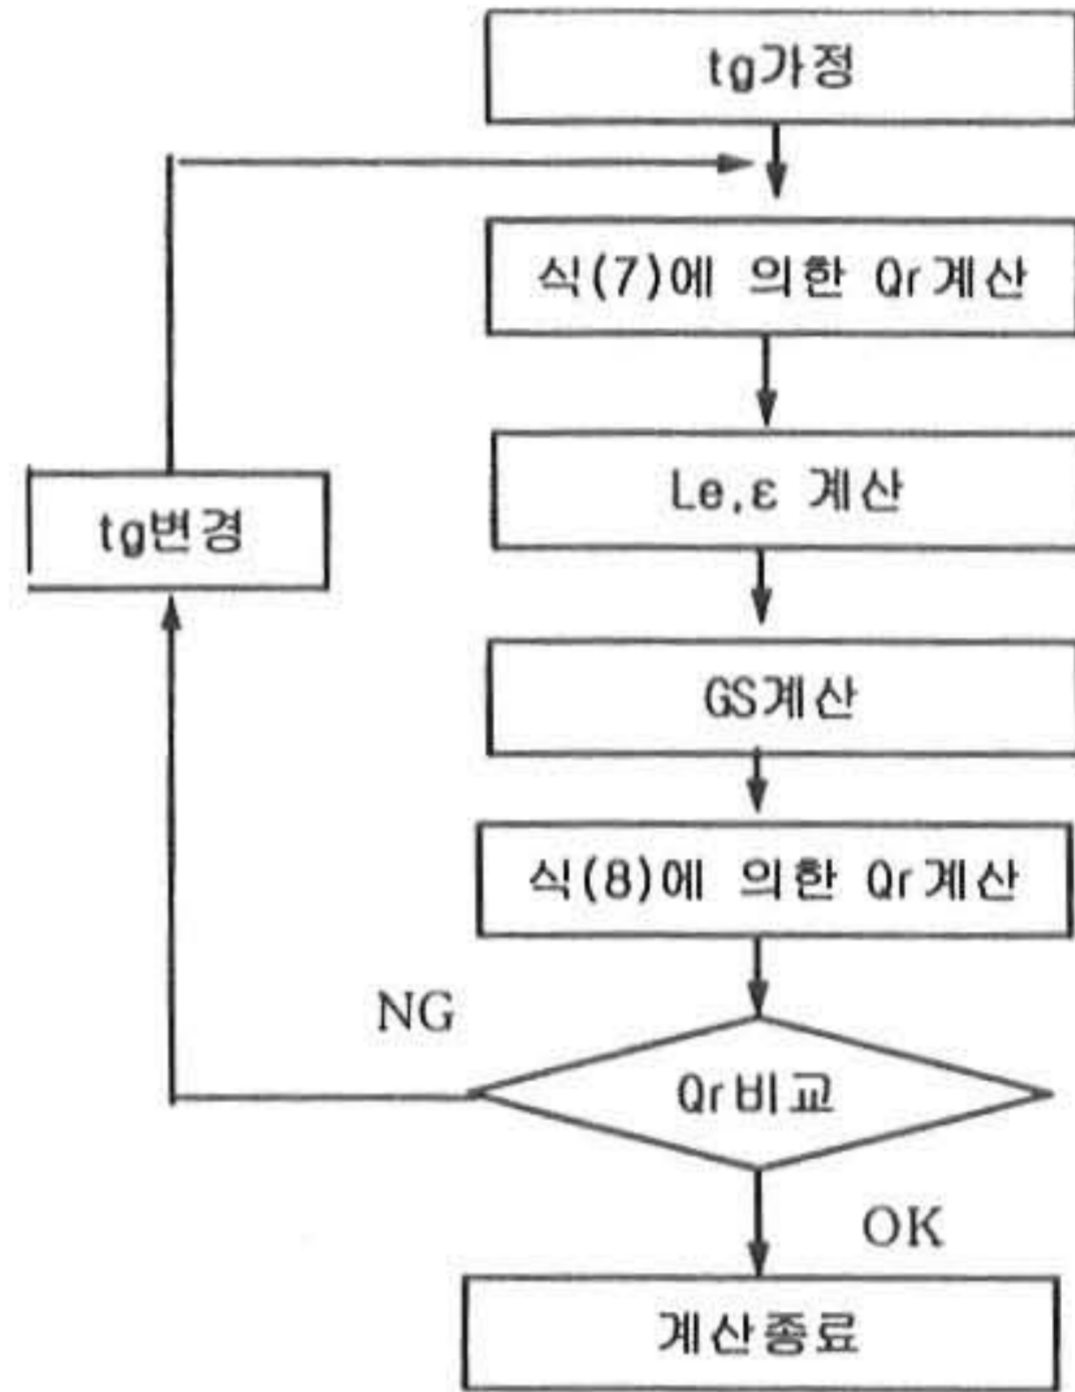 tg가정
식(7)에 의한 Qr계산
Le,ε 계산
tg변경
GS계산
식(8)에 의한 Qr계산
NG
Qr비교
OK
계산종료